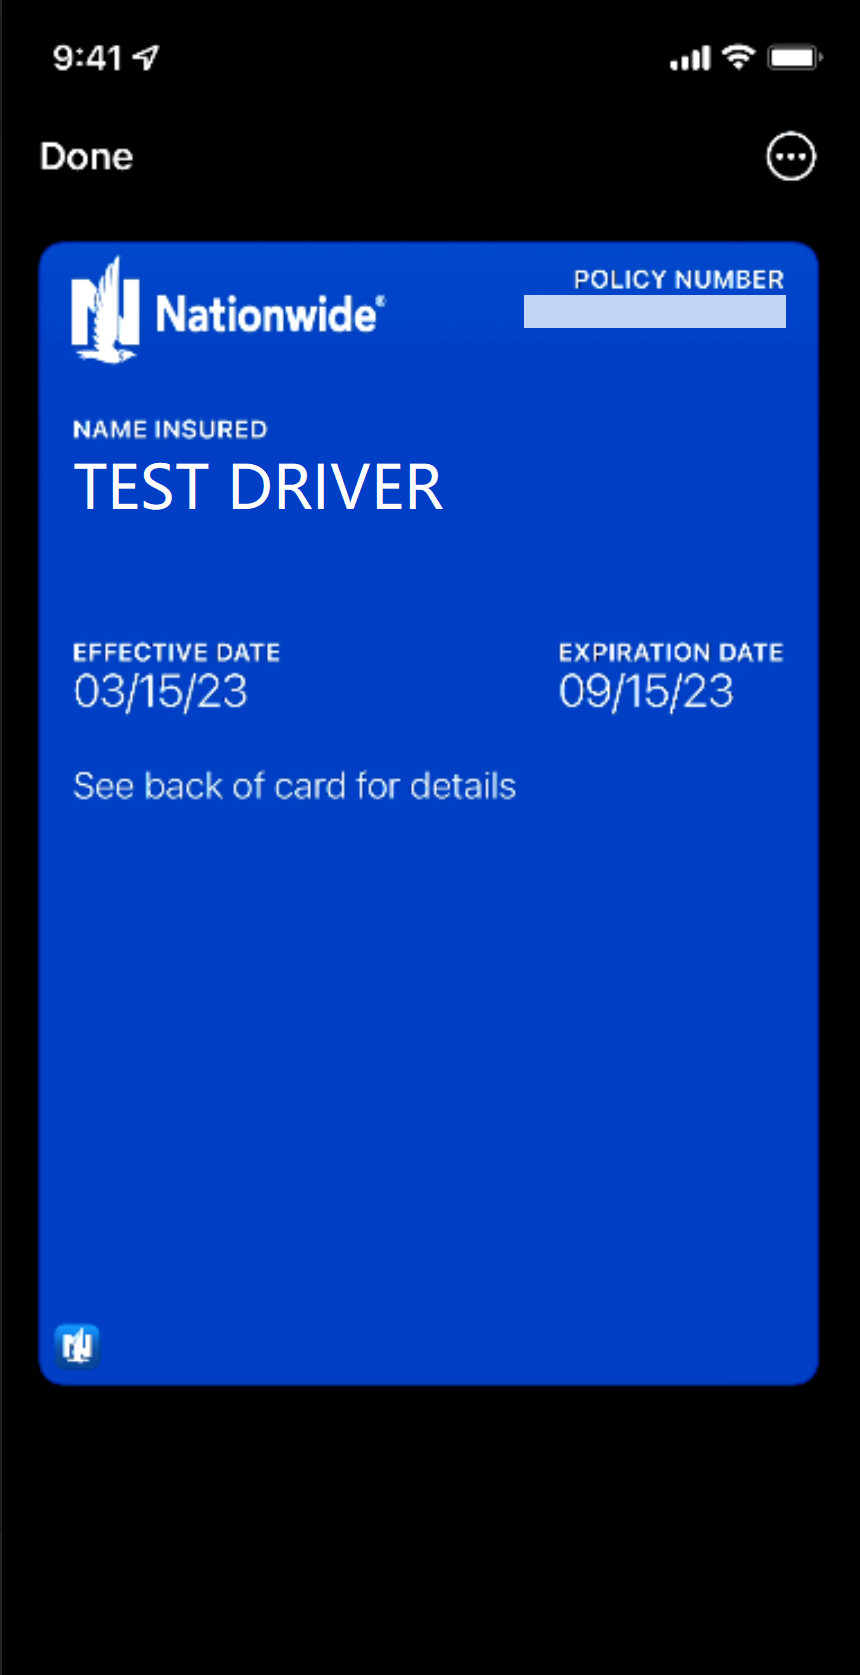 9:41
Done
Nationwide®
POLICY NUMBER
NAME INSURED
TEST DRIVER
EFFECTIVE DATE
EXPIRATION DATE
03/15/23
09/15/23
See back of card for details